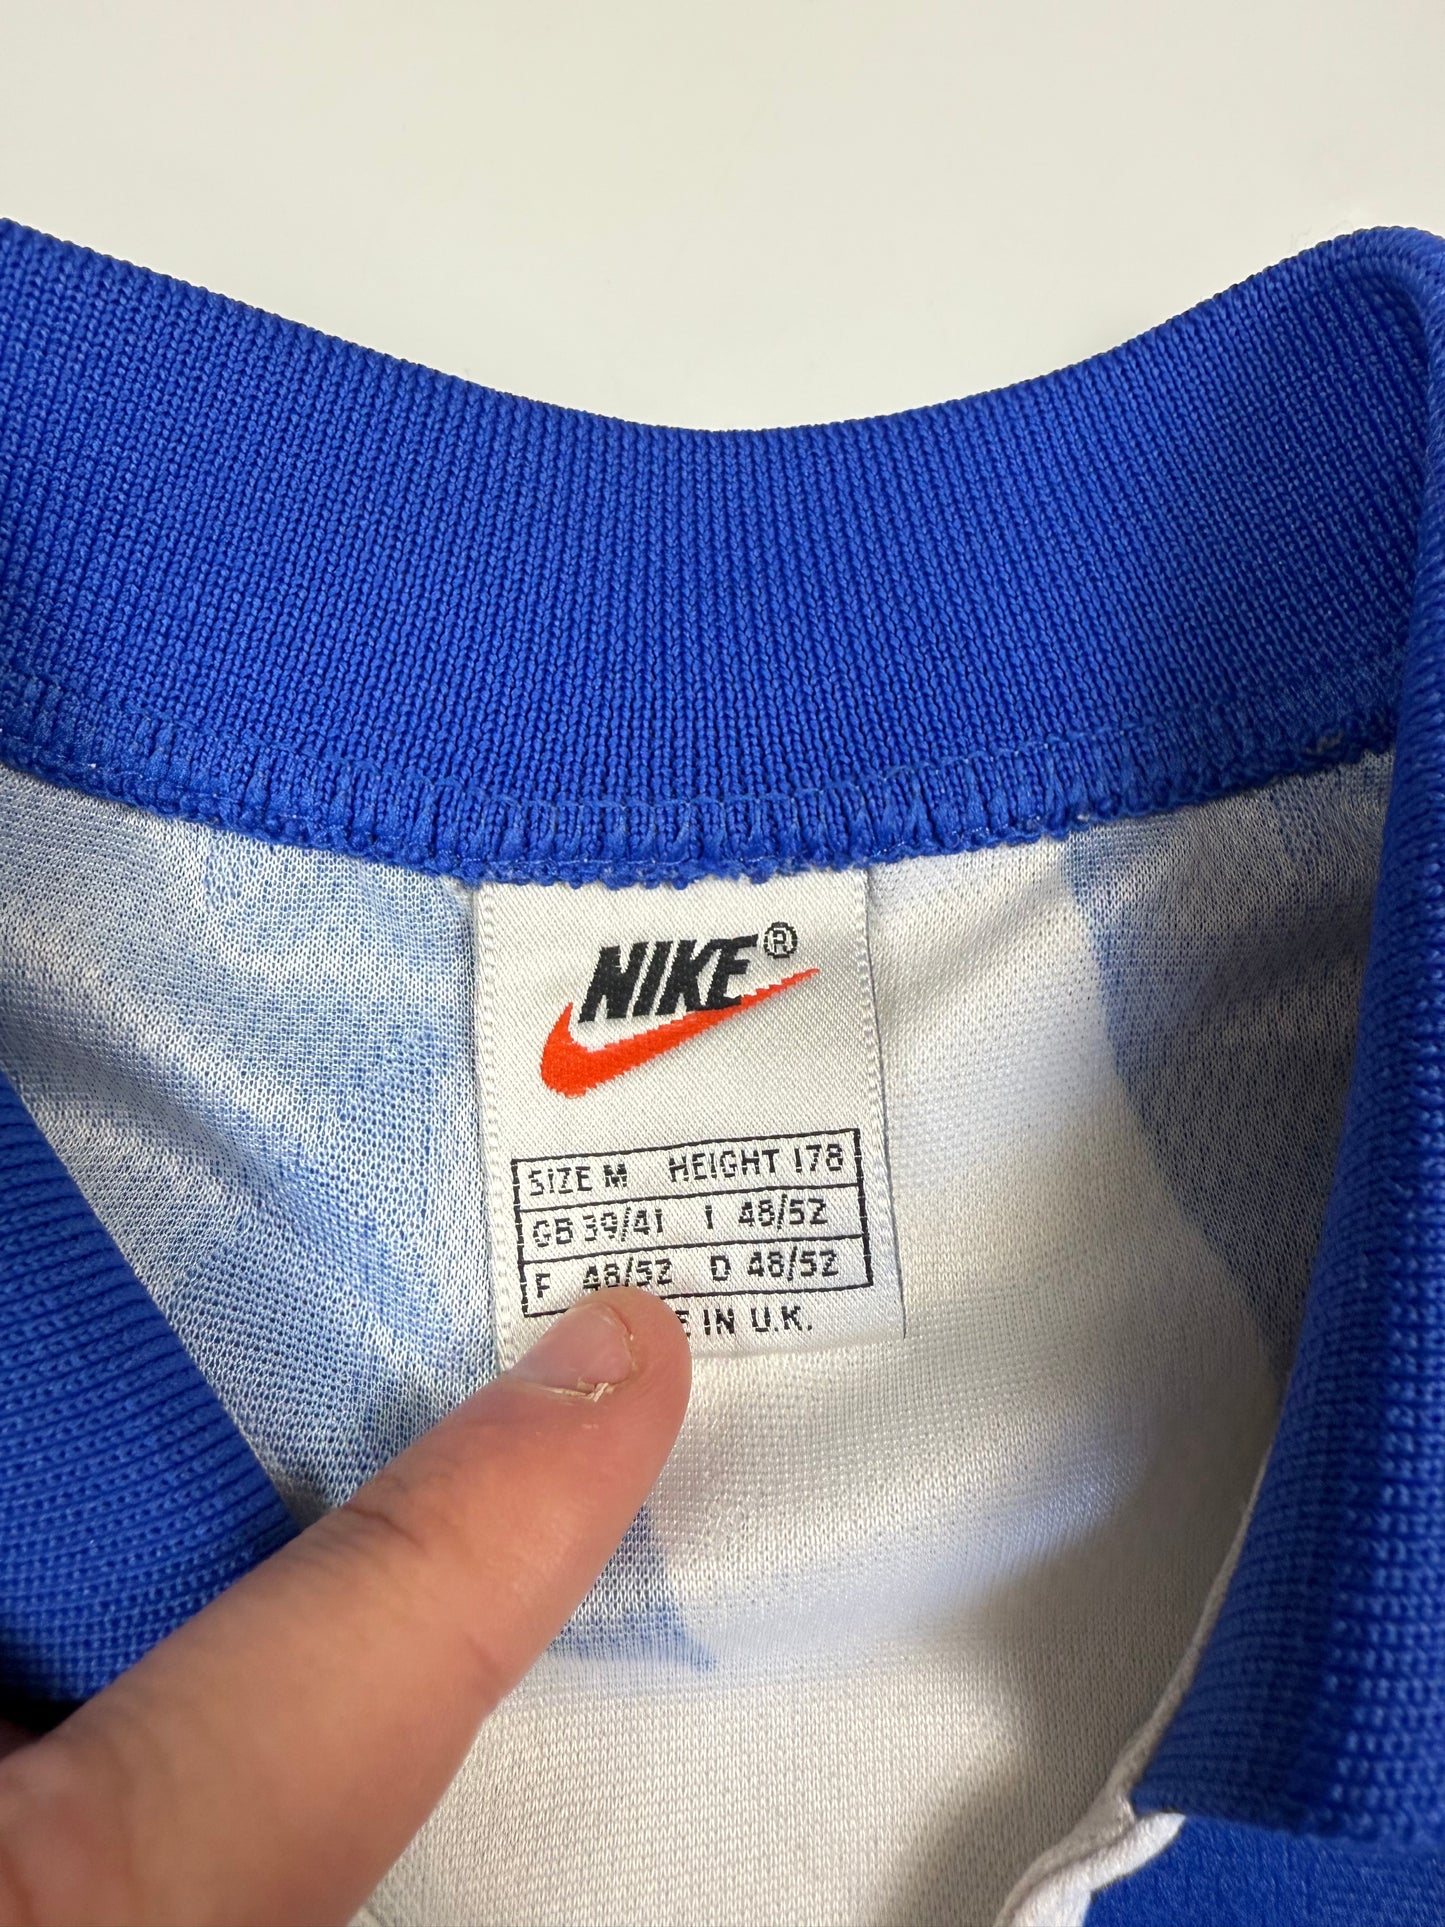 NIKE®
SIZE M HEIGHT 178
GB 39/41 I 48/52
F 48/52 D 48/52
IN U.K.